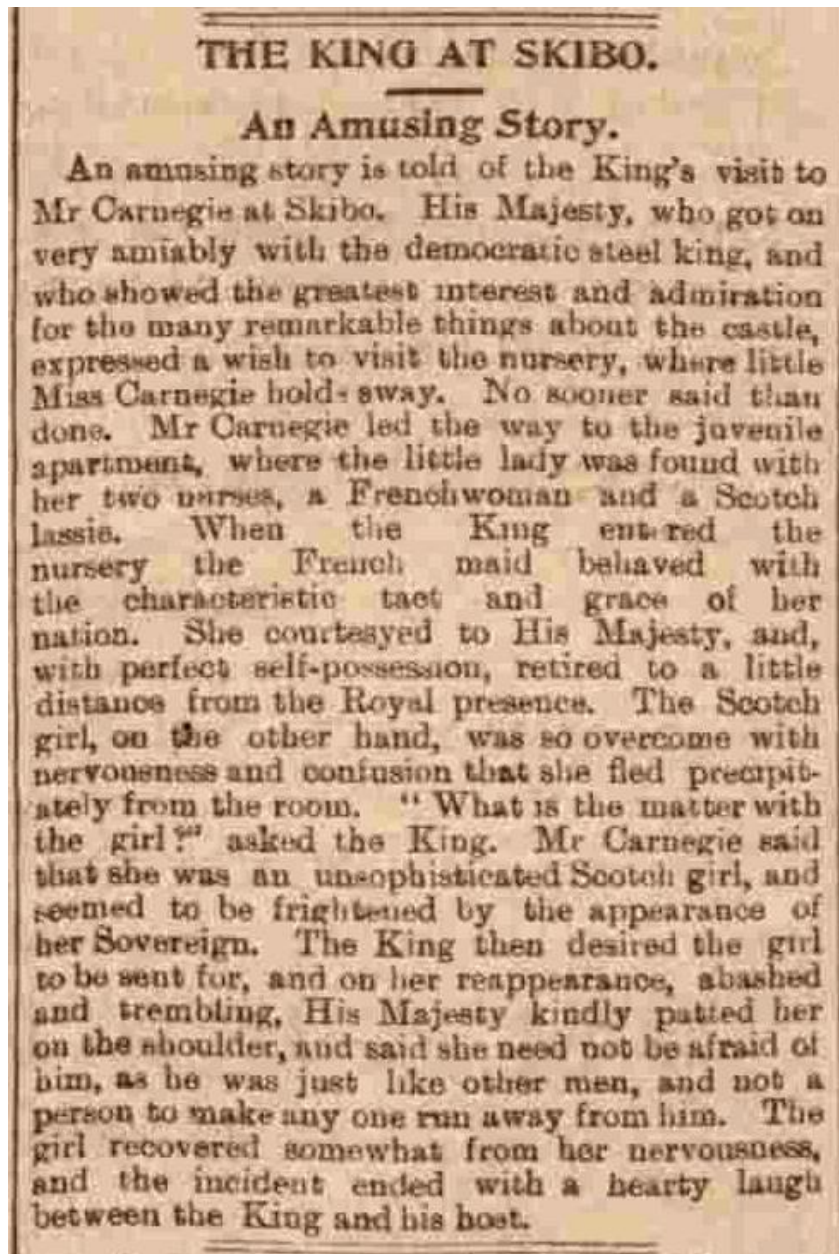 THE KING AT SKIBO.
An Amusing Story.
An amusing story is told of the King's visit to
Mr Carnegie at Skibo. His Majesty, who got on
very amiably with the democratic steel king, and
who showed the greatest interest and admiration
for the many remarkable things about the castle,
expressed a wish to visit the nursery, where little
Miss Carnegie holds sway. No sooner said than
done. Mr Carnegie led the way to the juvenile
apartment, where the little lady was found with
her two nurses, a Frenchwoman and a Scotch
lassie. When the King entered the
nursery the French maid behaved with
the characteristic tact and grace of her
nation. She courtesyed to His Majesty, and,
with perfect self-possession, retired to a little
distance from the Royal presence. The Scotch
girl, on the other hand, was so overcome with
nervousness and confusion that she fled precipit-
ately from the room. "What is the matter with
the girl?" asked the King. Mr Carnegie said
that she was an unsophisticated Scotch girl, and
seemed to be frightened by the appearance of
her Sovereign. The King then desired the girl
to be sent for, and on her reappearance, abashed
and trembling, His Majesty kindly patted her
on the shoulder, and said she need not be afraid of
him, as he was just like other men, and not a
person to make any one run away from him. The
girl recovered somewhat from her nervousness,
and the incident ended with a hearty laugh
between the King and his host.